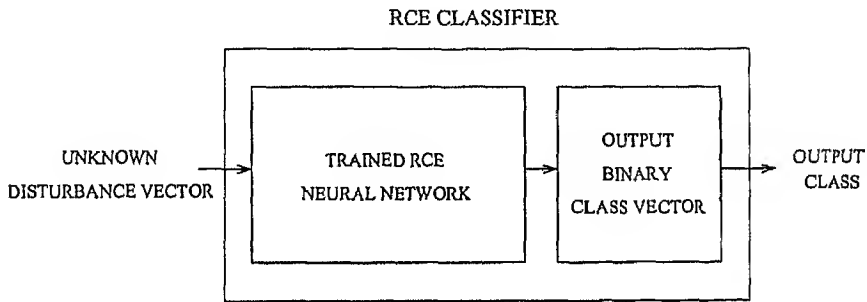 RCE CLASSIFIER
UNKNOWN
DISTURBANCE VECTOR
TRAINED RCE
NEURAL NETWORK
OUTPUT
BINARY
CLASS VECTOR
OUTPUT
CLASS